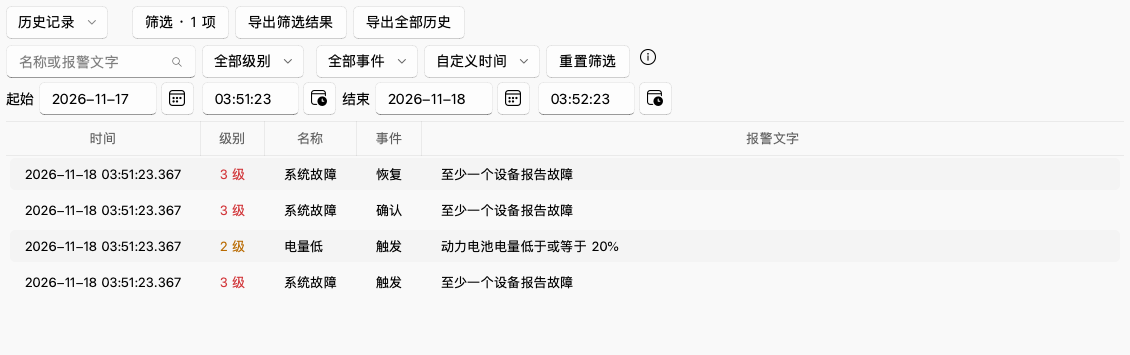 历史记录 筛选 · 1 项 导出筛选结果 导出全部历史
名称或报警文字 全部级别 全部事件 自定义时间 重置筛选
起始 2026-11-17 03:51:23 结束 2026-11-18 03:52:23
时间 级别 名称 事件 报警文字
2026-11-18 03:51:23.367 3 级 系统故障 恢复 至少一个设备报告故障
2026-11-18 03:51:23.367 3 级 系统故障 确认 至少一个设备报告故障
2026-11-18 03:51:23.367 2 级 电量低 触发 动力电池电量低于或等于 20%
2026-11-18 03:51:23.367 3 级 系统故障 触发 至少一个设备报告故障